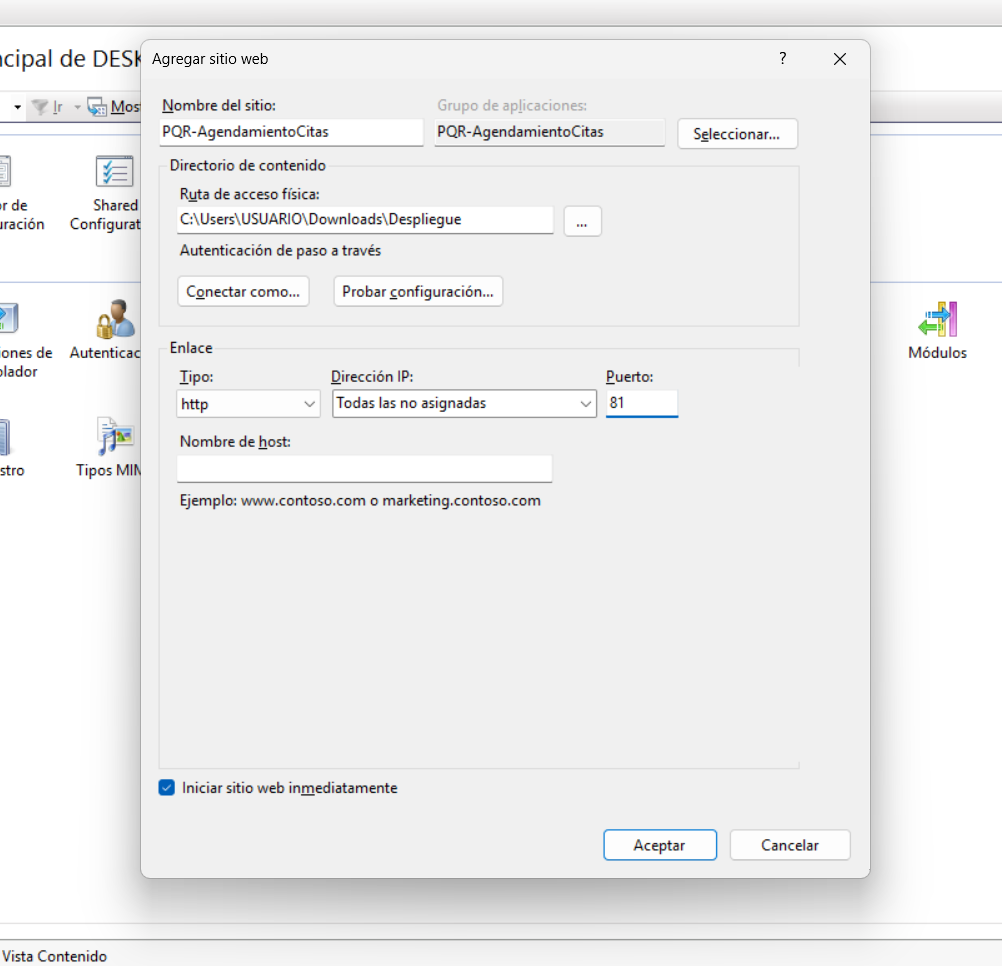 ncipal de DESK
Agregar sitio web
?
Ir
Most
Nombre del sitio:
Grupo de aplicaciones:
PQR-AgendamientoCitas
PQR-AgendamientoCitas
Seleccionar...
Directorio de contenido
Ruta de acceso física:
C:\Users\USUARIO\Downloads\Despliegue
...
Autenticación de paso a través
Conectar como...
Probar configuración...
or de
uración
Shared
Configurat
Enlace
Tipo:
Dirección IP:
Puerto:
http
Todas las no asignadas
81
Nombre de host:
Ejemplo: www.contoso.com o marketing.contoso.com
iones de
olador
Autenticac
Módulos
stro
Tipos MIM
Iniciar sitio web inmediatamente
Aceptar
Cancelar
Vista Contenido